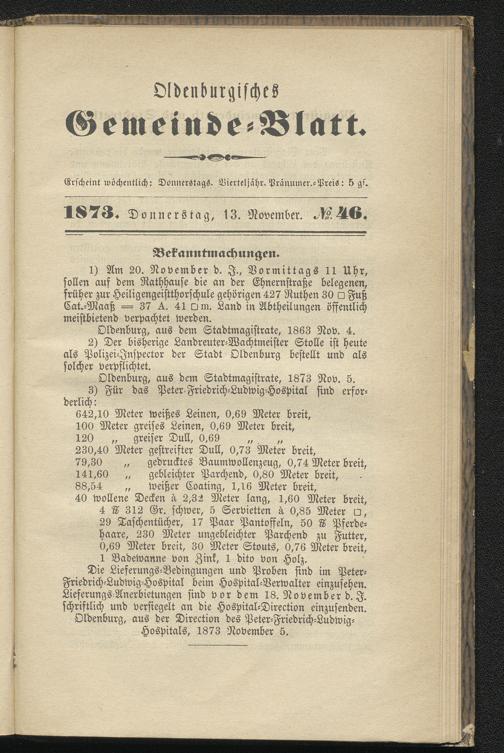 Oldenburgisches
Gemeinde-Blatt.
Erscheint wöchentlich: Donnerstags. Vierteljähr. Pränumer.-Preis: 5 gs.
1873. Donnerstag, 13. November. № 46.
Bekanntmachungen.
1) Am 20. November d. J., Vormittags 11 Uhr,
sollen auf dem Rathhause die an der Ehnernstraße belegenen,
früher zur Heiligengeistthorschule gehörigen 427 Ruthen 30 □ Fuß
Cat.-Maaß = 37 A. 41 □ m. Land in Abtheilungen öffentlich
meistbietend verpachtet werden.
Oldenburg, aus dem Stadtmagistrate, 1863 Nov. 4.
2) Der bisherige Landreuter-Wachtmeister Stolle ist heute
als Polizei-Inspector der Stadt Oldenburg bestellt und als
solcher verpflichtet.
Oldenburg, aus dem Stadtmagistrate, 1873 Nov. 5.
3) Für das Peter-Friedrich-Ludwig-Hospital sind erfor-
derlich:
642,10 Meter weißes Leinen, 0,69 Meter breit,
100 Meter greises Leinen, 0,69 Meter breit,
120 „ greiser Dull, 0,69 „ „
230,40 Meter gestreifter Dull, 0,73 Meter breit,
79,30 „ gedrucktes Baumwollenzeug, 0,74 Meter breit,
141,60 „ gebleichter Parchend, 0,80 Meter breit,
88,54 „ weißer Coating, 1,16 Meter breit,
40 wollene Decken à 2,32 Meter lang, 1,60 Meter breit,
4 ℔ 312 Gr. schwer, 5 Servietten à 0,85 Meter □,
29 Taschentücher, 17 Paar Pantoffeln, 50 ℔ Pferde-
haare, 230 Meter ungebleichter Parchend zu Futter,
0,69 Meter breit, 30 Meter Stouts, 0,76 Meter breit,
1 Badewanne von Zink, 1 dito von Holz.
Die Lieferungs-Bedingungen und Proben sind im Peter-
Friedrich-Ludwig-Hospital beim Hospital-Verwalter einzusehen.
Lieferungs-Anerbietungen sind vor dem 18. November d. J.
schriftlich und versiegelt an die Hospital-Direction einzusenden.
Oldenburg, aus der Direction des Peter-Friedrich-Ludwig-
Hospitals, 1873 November 5.